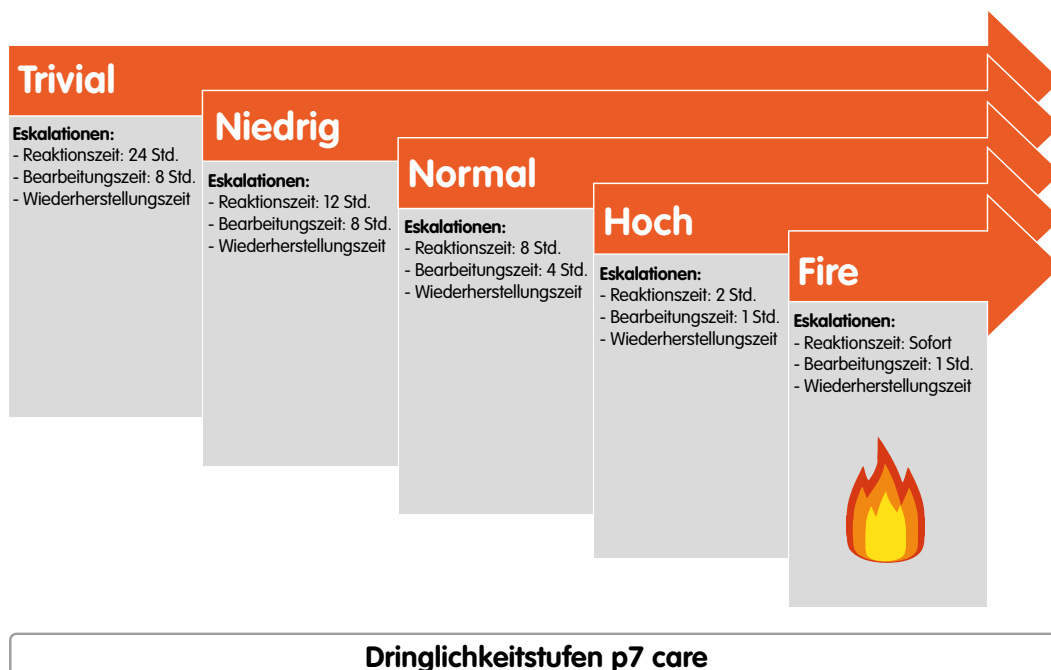 Trivial
Eskalationen:
- Reaktionszeit: 24 Std.
- Bearbeitungszeit: 8 Std.
- Wiederherstellungszeit
Niedrig
Eskalationen:
- Reaktionszeit: 12 Std.
- Bearbeitungszeit: 8 Std.
- Wiederherstellungszeit
Normal
Eskalationen:
- Reaktionszeit: 8 Std.
- Bearbeitungszeit: 4 Std.
- Wiederherstellungszeit
Hoch
Eskalationen:
- Reaktionszeit: 2 Std.
- Bearbeitungszeit: 1 Std.
- Wiederherstellungszeit
Fire
Eskalationen:
- Reaktionszeit: Sofort
- Bearbeitungszeit: 1 Std.
- Wiederherstellungszeit
Dringlichkeitstufen p7 care